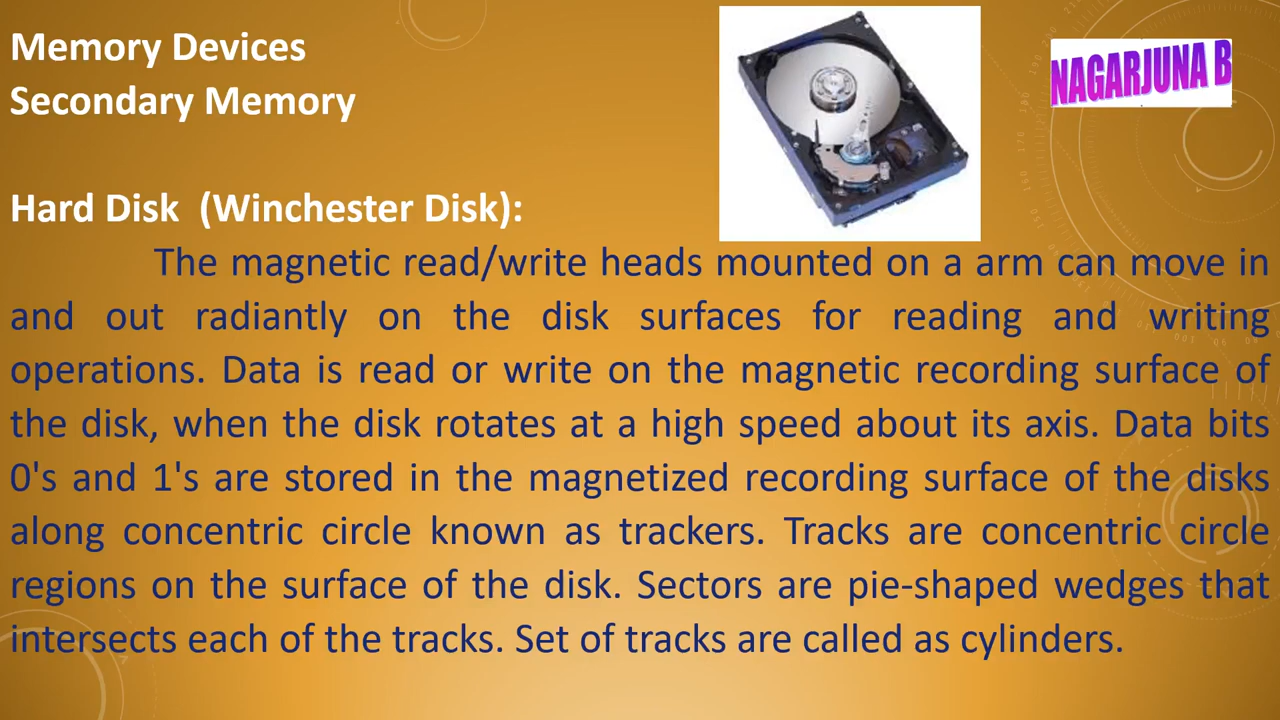 Memory Devices
Secondary Memory
NAGARJUNA B
Hard Disk  (Winchester Disk):
The magnetic read/write heads mounted on a arm can move in
and out radiantly on the disk surfaces for reading and writing
operations. Data is read or write on the magnetic recording surface of
the disk, when the disk rotates at a high speed about its axis. Data bits
0's and 1's are stored in the magnetized recording surface of the disks
along concentric circle known as trackers. Tracks are concentric circle
regions on the surface of the disk. Sectors are pie-shaped wedges that
intersects each of the tracks. Set of tracks are called as cylinders.